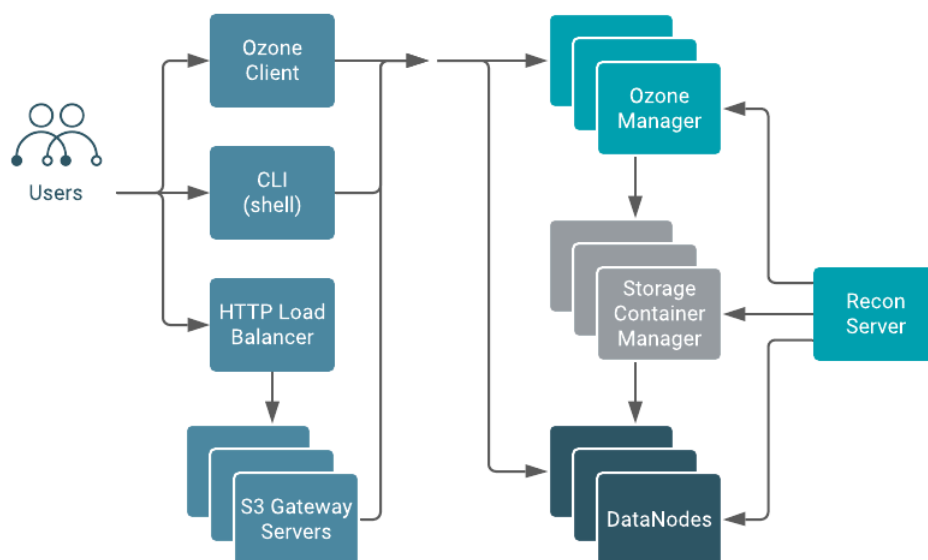 Users
Ozone
Client
CLI
(shell)
HTTP Load
Balancer
S3 Gateway
Servers
Ozone
Manager
Storage
Container
Manager
DataNodes
Recon
Server